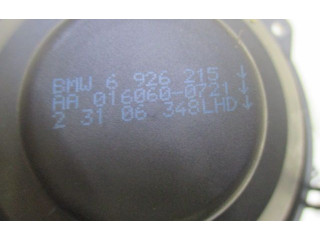 BMW 6 926 215 ↓
AA 016060-0721 ↓
2 31 06 348LHD ↓